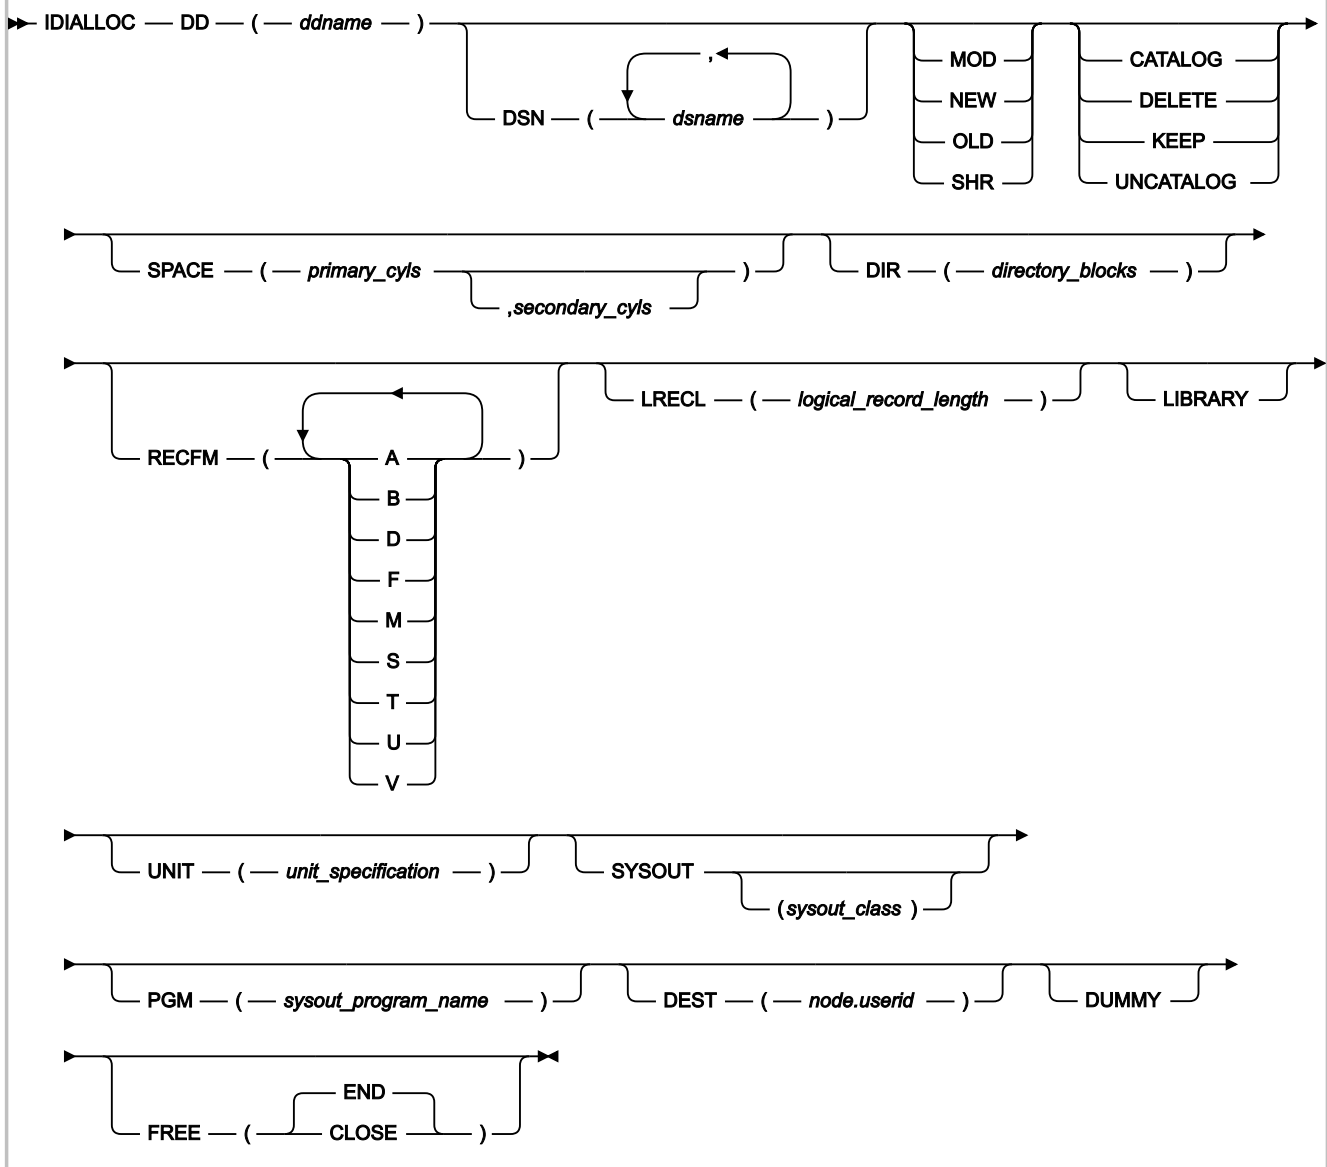 IDIALLOC DD ( ddname )
DSN ( dsname , )
MOD
NEW
OLD
SHR
CATALOG
DELETE
KEEP
UNCATALOG
SPACE ( primary_cyls ,secondary_cyls )
DIR ( directory_blocks )
RECFM ( A
B
D
F
M
S
T
U
V )
LRECL ( logical_record_length )
LIBRARY
UNIT ( unit_specification )
SYSOUT (sysout_class )
PGM ( sysout_program_name )
DEST ( node.userid )
DUMMY
FREE ( END
CLOSE )